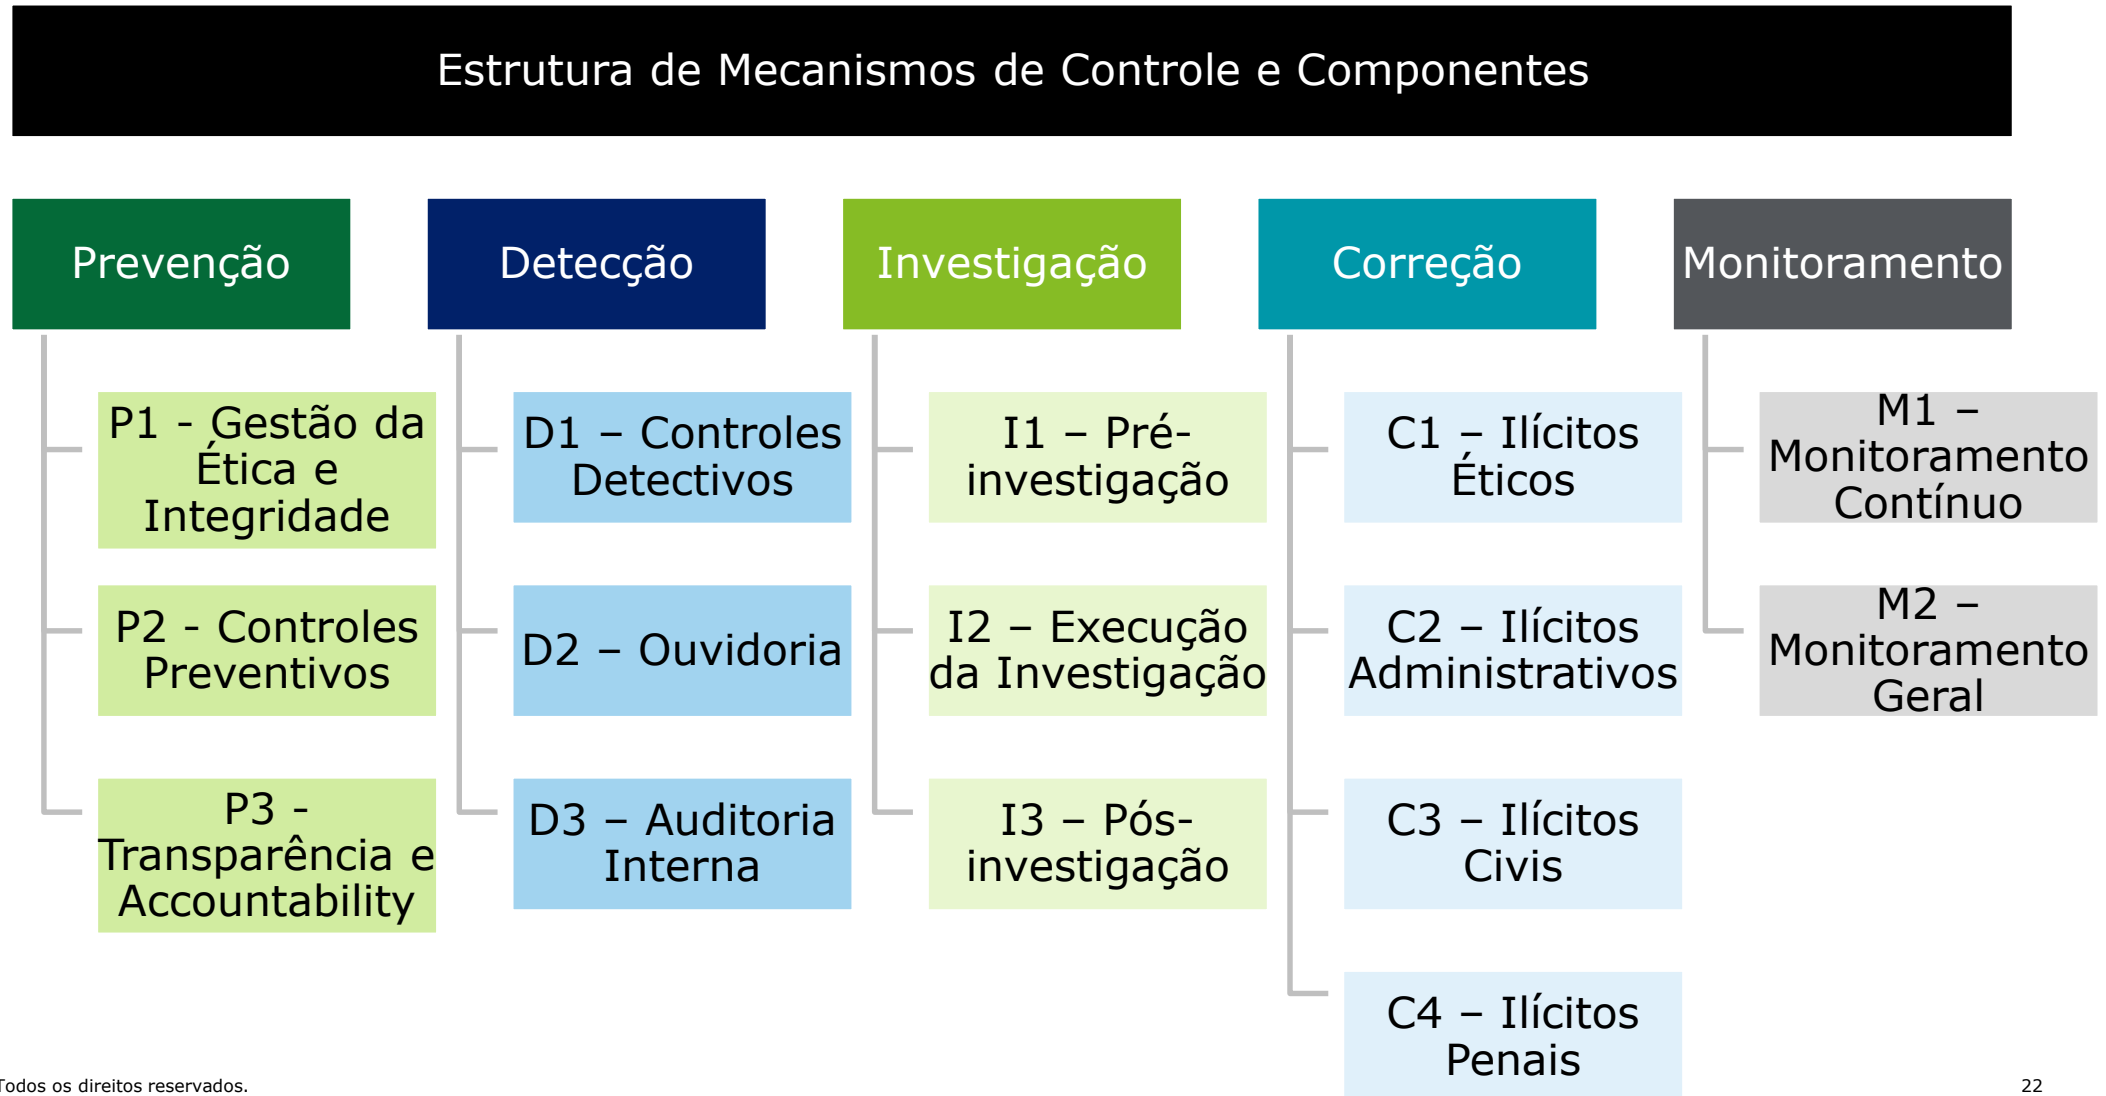 Estrutura de Mecanismos de Controle e Componentes
Prevenção
P1 - Gestão da
Ética e
Integridade
P2 - Controles
Preventivos
P3 -
Transparência e
Accountability
Detecção
D1 – Controles
Detectivos
D2 – Ouvidoria
D3 – Auditoria
Interna
Investigação
I1 – Pré-
investigação
I2 – Execução
da Investigação
I3 – Pós-
investigação
Correção
C1 – Ilícitos
Éticos
C2 – Ilícitos
Administrativos
C3 – Ilícitos
Civis
C4 – Ilícitos
Penais
Monitoramento
M1 –
Monitoramento
Contínuo
M2 –
Monitoramento
Geral
Todos os direitos reservados.
22